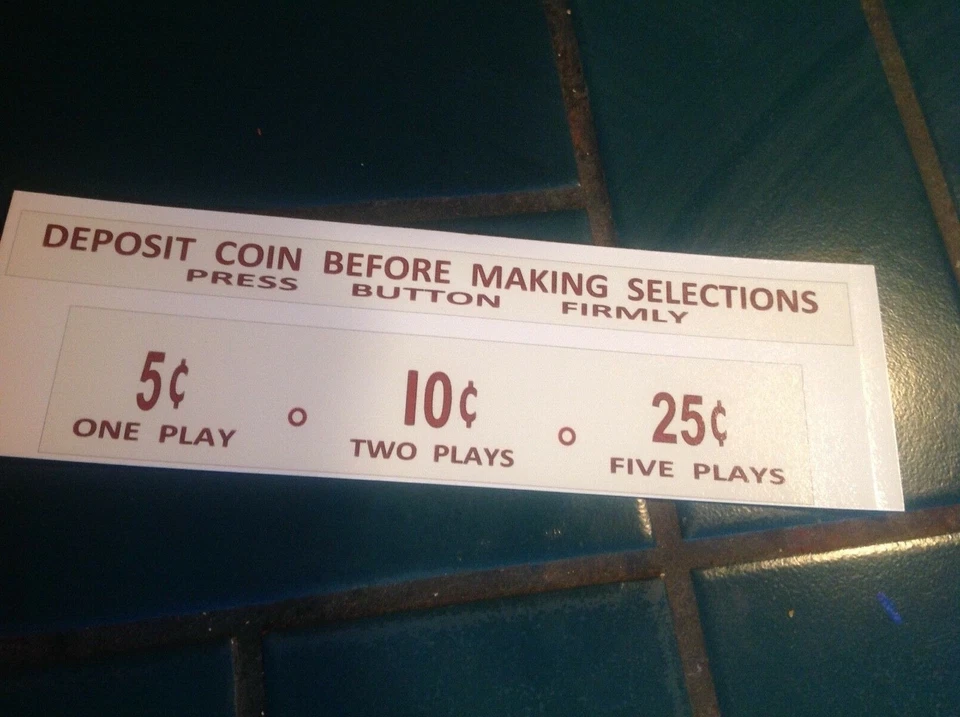 DEPOSIT COIN BEFORE MAKING SELECTIONS
PRESS BUTTON FIRMLY
5¢ 10¢ 25¢
ONE PLAY TWO PLAYS FIVE PLAYS